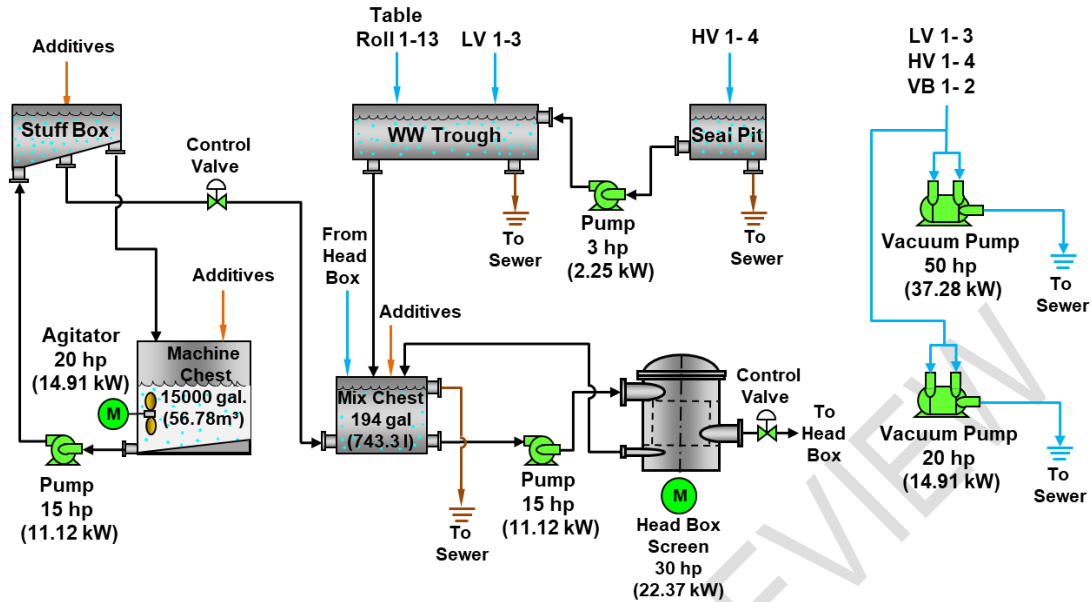 Additives
Stuff Box
Control
Valve
Table
Roll 1-13
LV 1-3
WW Trough
To
Sewer
HV 1- 4
Seal Pit
Pump
3 hp
(2.25 kW)
To
Sewer
LV 1- 3
HV 1- 4
VB 1- 2
Vacuum Pump
50 hp
(37.28 kW)
To
Sewer
Vacuum Pump
20 hp
(14.91 kW)
To
Sewer
Additives
Agitator
20 hp
(14.91 kW)
M
Machine
Chest
15000 gal.
(56.78m³)
Pump
15 hp
(11.12 kW)
From
Head
Box
Additives
Mix Chest
194 gal
(743.3 l)
To
Sewer
Pump
15 hp
(11.12 kW)
M
Head Box
Screen
30 hp
(22.37 kW)
Control
Valve
To
Head
Box